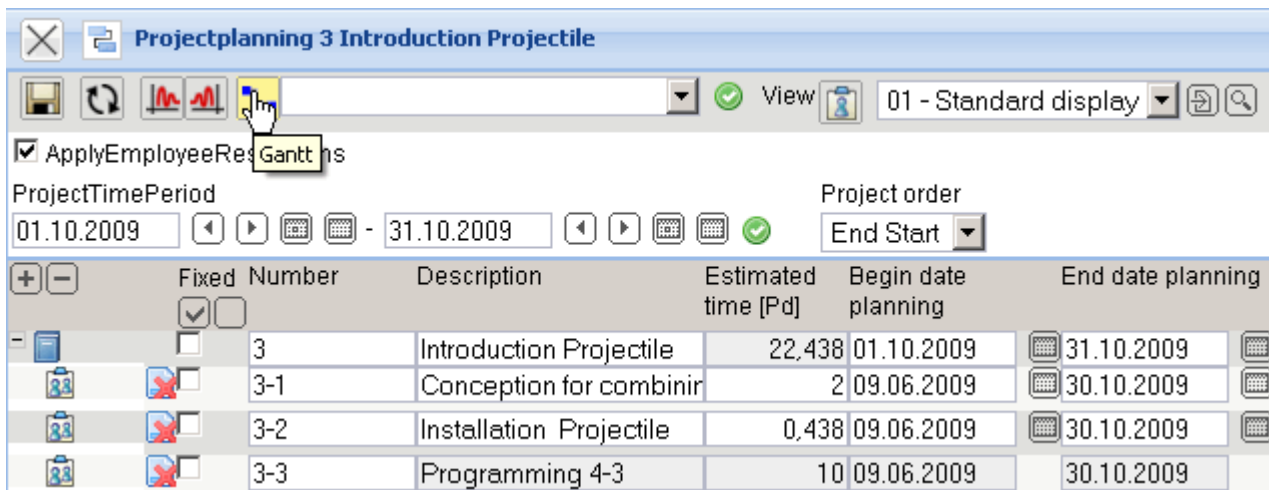 Projectplanning 3 Introduction Projectile
View 01 - Standard display
ApplyEmployeeRes ns
Gantt
ProjectTimePeriod Project order
01.10.2009 - 31.10.2009 End Start
Fixed Number Description Estimated time [Pd] Begin date planning End date planning
3 Introduction Projectile 22,438 01.10.2009 31.10.2009
3-1 Conception for combinin 2 09.06.2009 30.10.2009
3-2 Installation Projectile 0,438 09.06.2009 30.10.2009
3-3 Programming 4-3 10 09.06.2009 30.10.2009